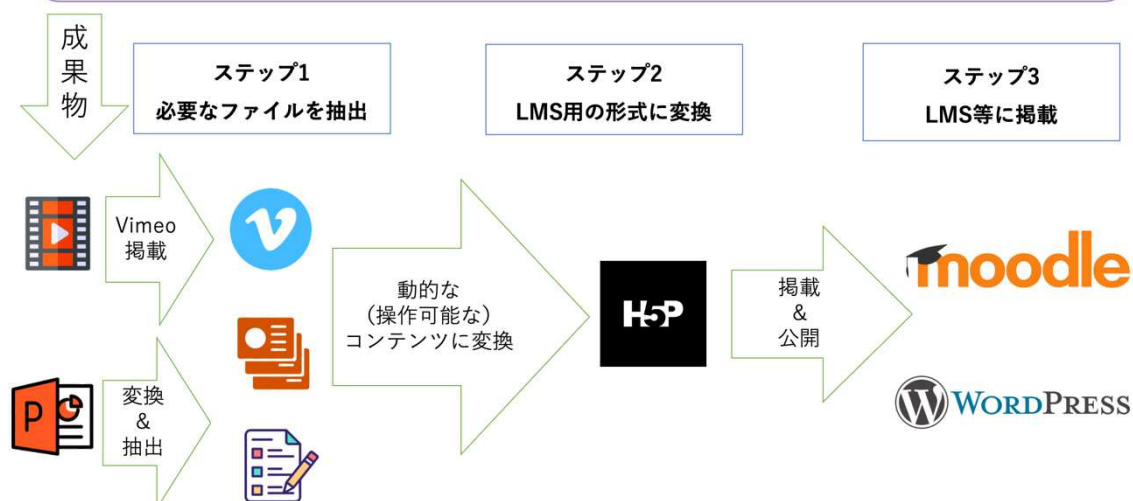 成
果
物
ステップ1
必要なファイルを抽出
ステップ2
LMS用の形式に変換
ステップ3
LMS等に掲載
Vimeo
掲載
動的な
(操作可能な)
コンテンツに変換
H5P
掲載
&
公開
moodle
P
変換
&
抽出
WORDPRESS